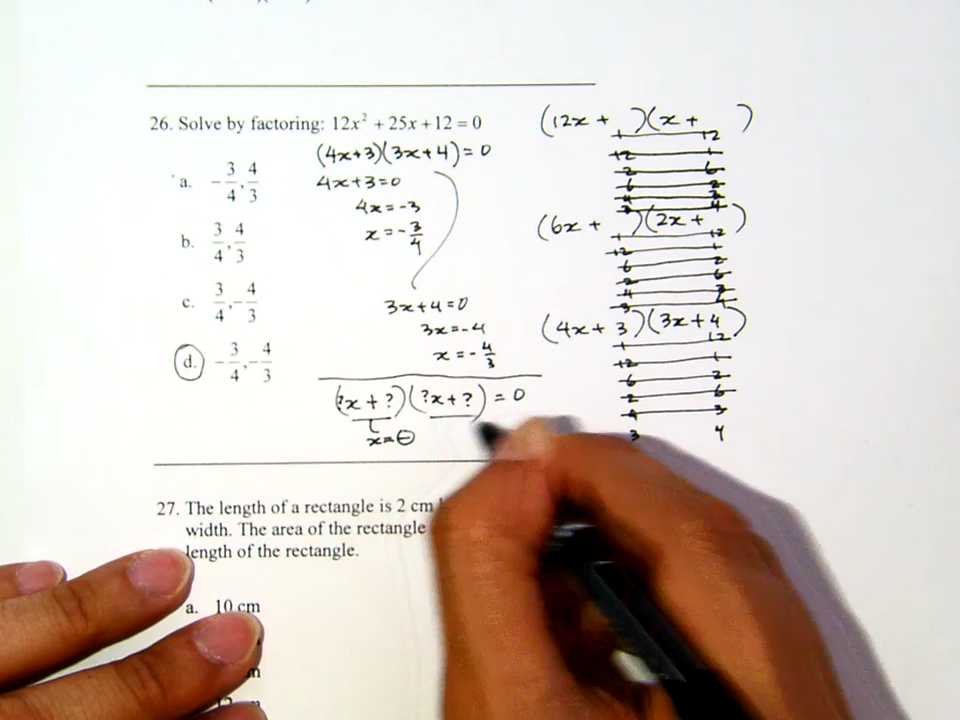 26. Solve by factoring: 12x² + 25x + 12 = 0
(4x+3)(3x+4)=0
4x+3=0
4x=-3
x=-3/4
3x+4=0
3x=-4
x=-4/3
a. -3/4, 4/3
b. 3/4, 4/3
c. 3/4, -4/3
d. -3/4, -4/3
(?x + ?)(?x + ?) = 0
x=⊖
(12x + )(x + )
1 12
12 1
2 6
6 2
4 3
3 4
(6x + )(2x + )
1 12
12 1
6 2
2 6
4 3
3 4
(4x + 3)(3x + 4)
1 12
12 1
6 2
2 6
4 3
3 4
27. The length of a rectangle is 2 cm
width. The area of the rectangle
length of the rectangle.
a. 10 cm